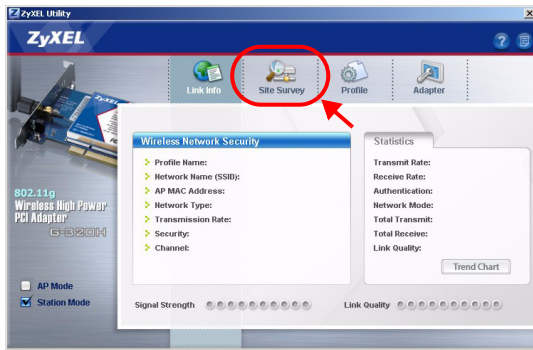 ZyXEL Utility
ZyXEL
Link Info
Site Survey
Profile
Adapter
ZyXEL
802.11g
Wireless High Power
PCI Adapter
G-320H
AP Mode
Station Mode
Wireless Network Security
Profile Name:
Network Name (SSID):
AP MAC Address:
Network Type:
Transmission Rate:
Security:
Channel:
Statistics
Transmit Rate:
Receive Rate:
Authentication:
Network Mode:
Total Transmit:
Total Receive:
Link Quality:
Trend Chart
Signal Strength
Link Quality